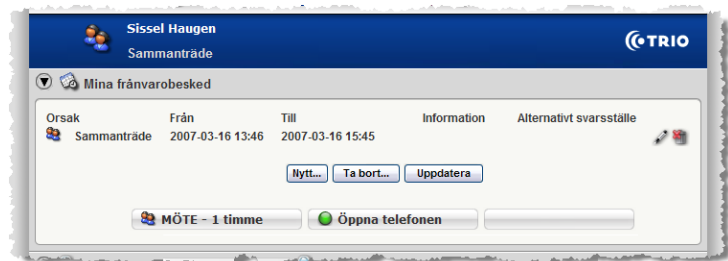 Sissel Haugen
Sammanträde
TRIO
Mina frånvarobesked
Orsak Från Till Information Alternativt svarsställe
Sammanträde 2007-03-16 13:46 2007-03-16 15:45
Nytt... Ta bort... Uppdatera
MÖTE - 1 timme Öppna telefonen